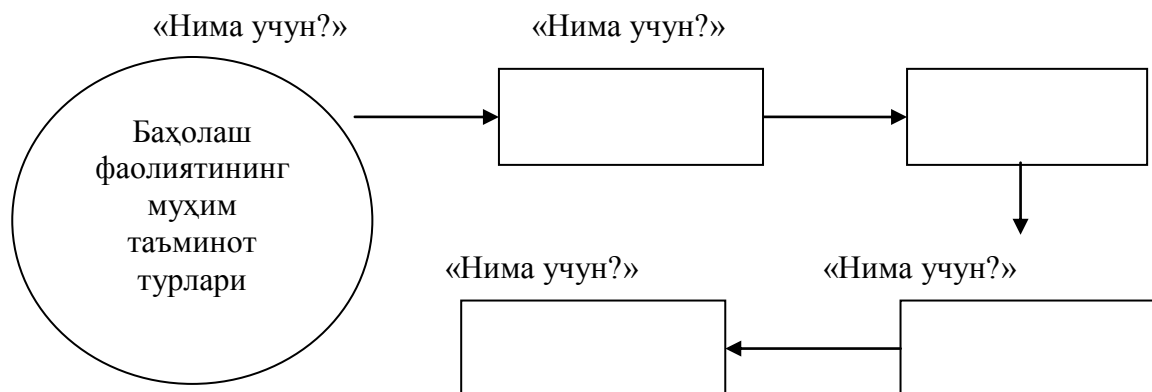 «Нима учун?» «Нима учун?»
Баҳолаш
фаолиятининг
муҳим
таъминот
турлари
«Нима учун?» «Нима учун?»